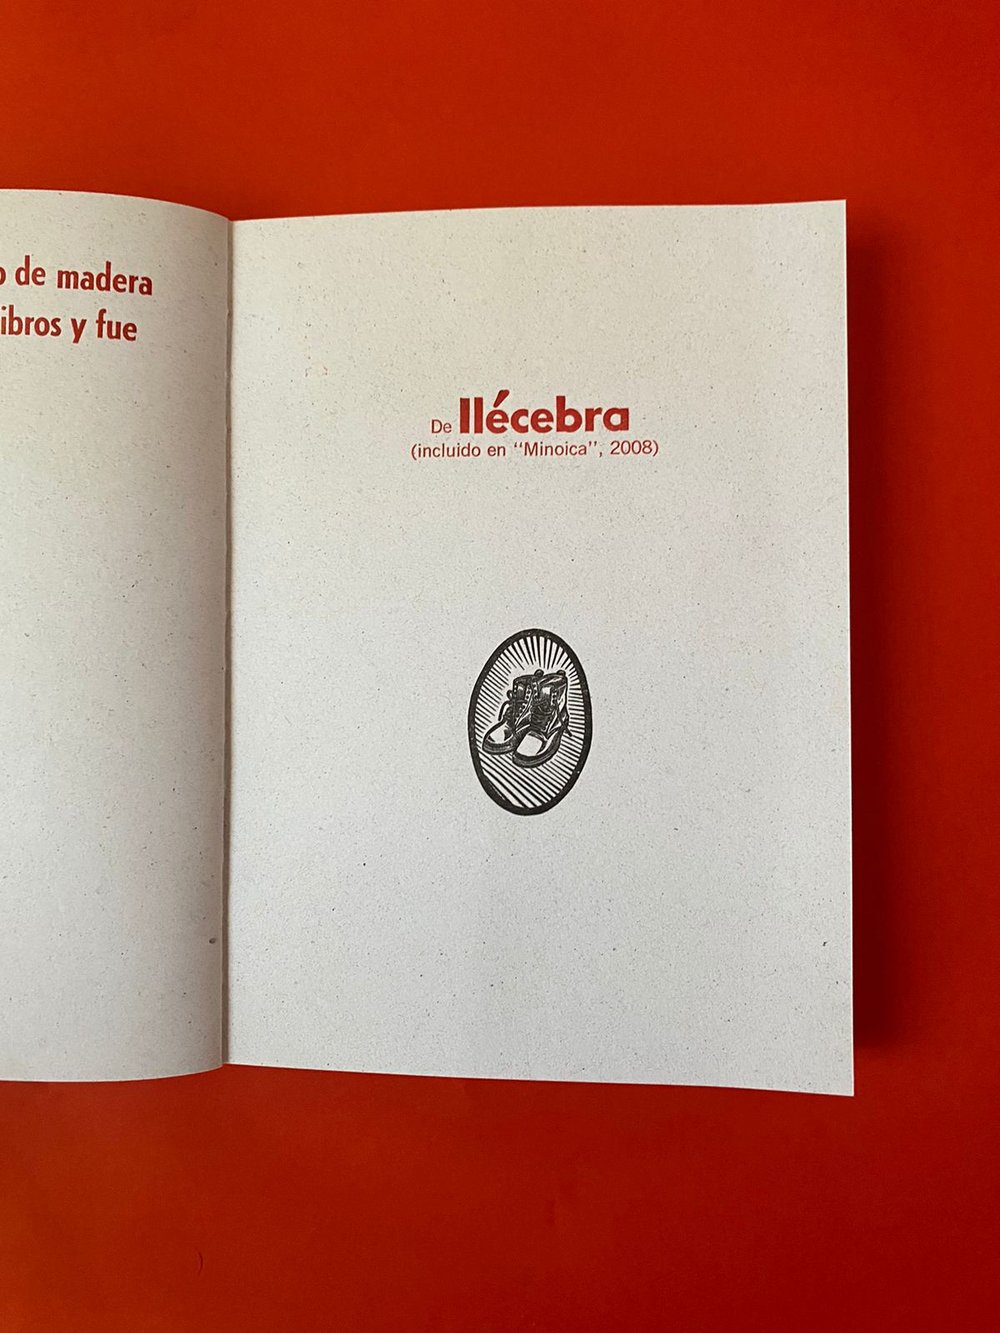 o de madera
ibros y fue
De Ilécebra
(incluido en “Minoica”, 2008)